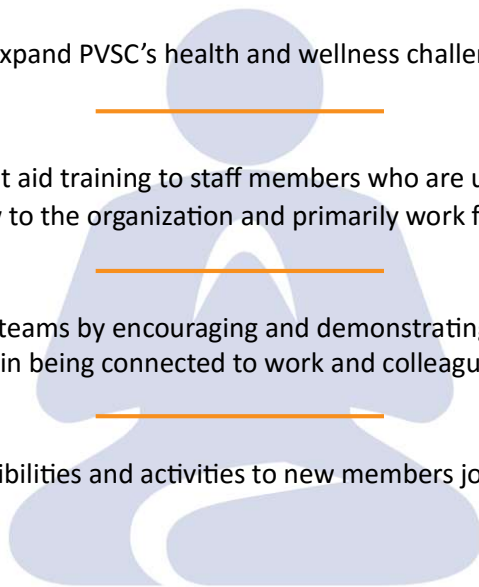 xpand PVSC's health and wellness challe
t aid training to staff members who are
to the organization and primarily work
teams by encouraging and demonstrating
in being connected to work and colleagu
ibilities and activities to new members jo